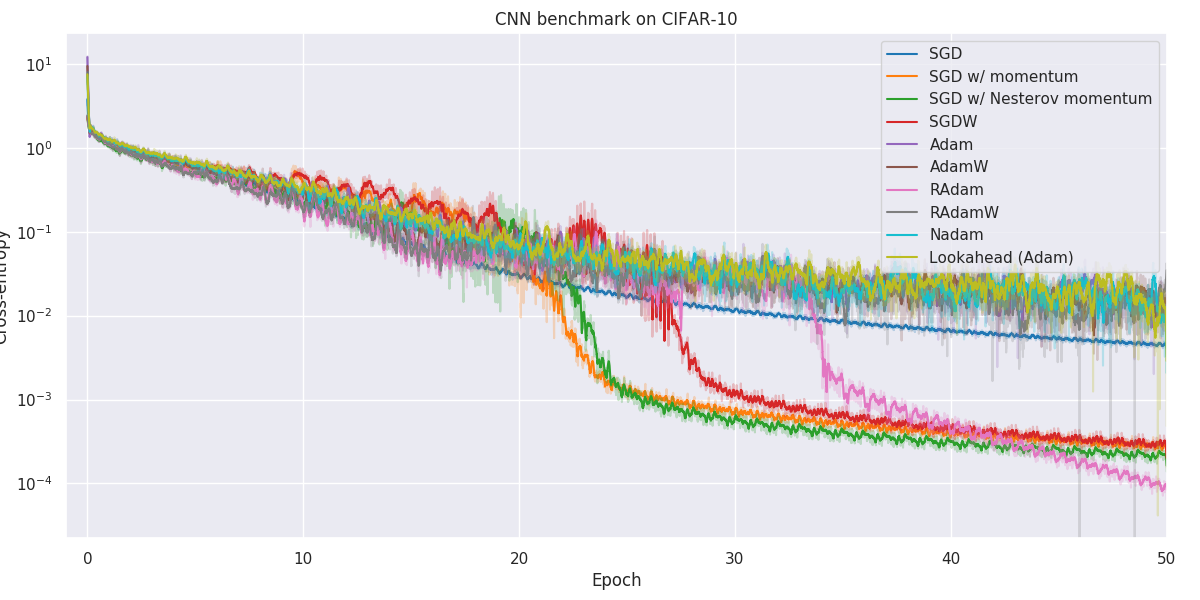 CNN benchmark on CIFAR-10
Cross-entropy
10¹
10⁰
10⁻¹
10⁻²
10⁻³
10⁻⁴
SGD
SGD w/ momentum
SGD w/ Nesterov momentum
SGDW
Adam
AdamW
RAdam
RAdamW
Nadam
Lookahead (Adam)
0
10
20
30
40
50
Epoch